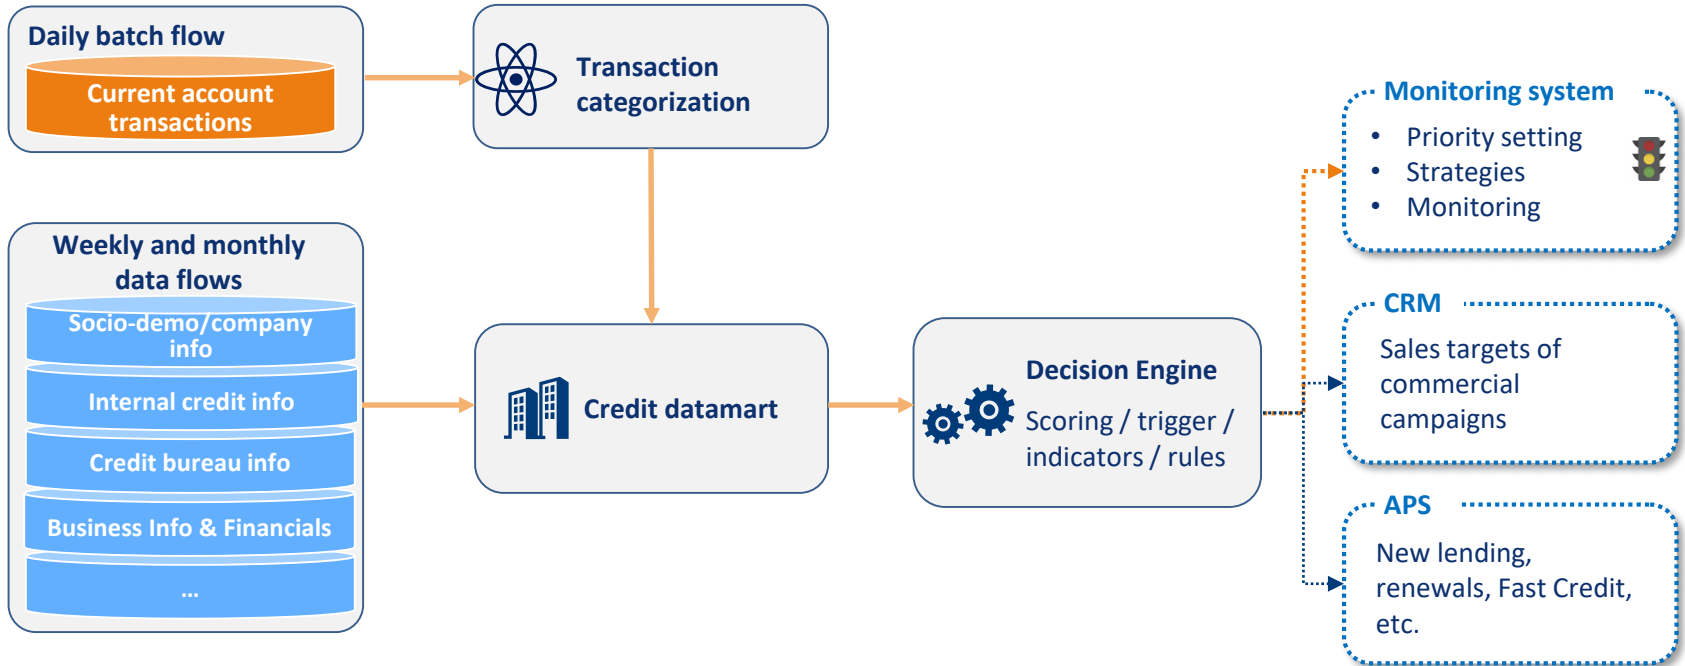 Daily batch flow
Current account
transactions
Transaction
categorization
Weekly and monthly
data flows
Socio-demo/company
info
Internal credit info
Credit bureau info
Business Info & Financials
...
Credit datamart
Decision Engine
Scoring / trigger /
indicators / rules
Monitoring system
• Priority setting
• Strategies
• Monitoring
CRM
Sales targets of
commercial
campaigns
APS
New lending,
renewals, Fast Credit,
etc.